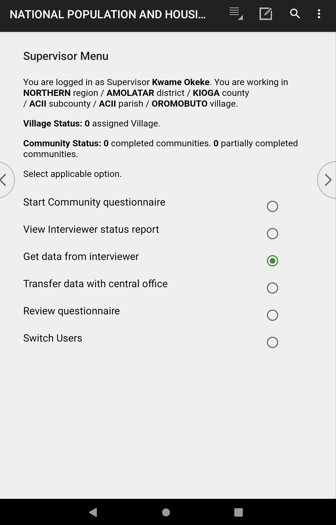 NATIONAL POPULATION AND HOUSI...
Supervisor Menu
You are logged in as Supervisor Kwame Okeke. You are working in
NORTHERN region / AMOLATAR district / KIOGA county
/ ACII subcounty / ACII parish / OROMOBUTO village.
Village Status: 0 assigned Village.
Community Status: 0 completed communities. 0 partially completed
communities.
Select applicable option.
Start Community questionnaire
View Interviewer status report
Get data from interviewer
Transfer data with central office
Review questionnaire
Switch Users